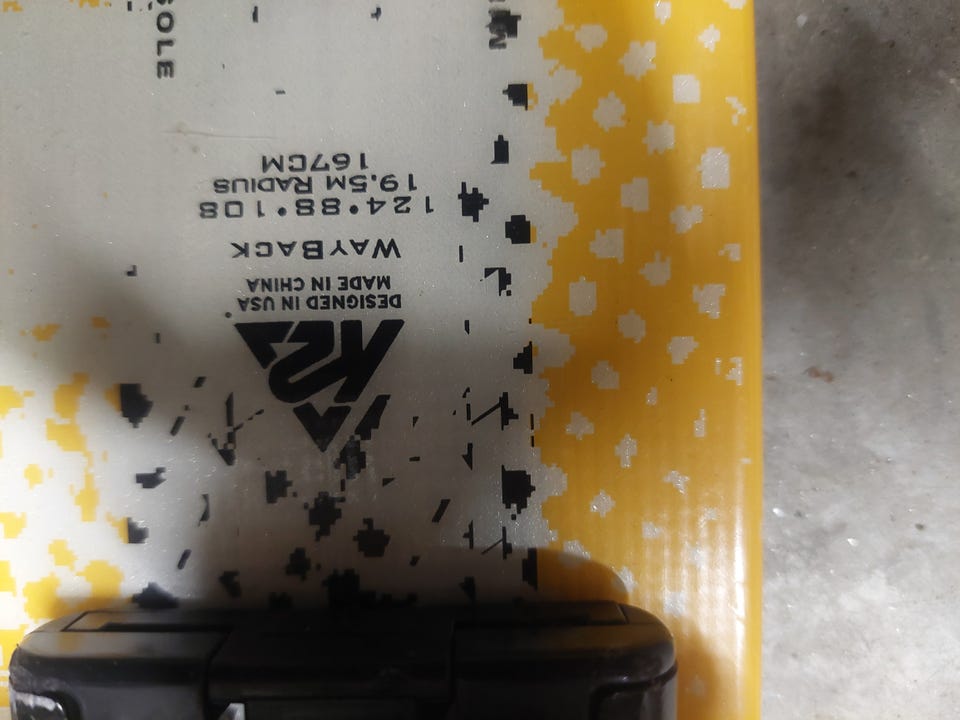 K2
DESIGNED IN USA
MADE IN CHINA
WAYBACK
124•88•108
19.5M RADIUS
167CM
SOLE